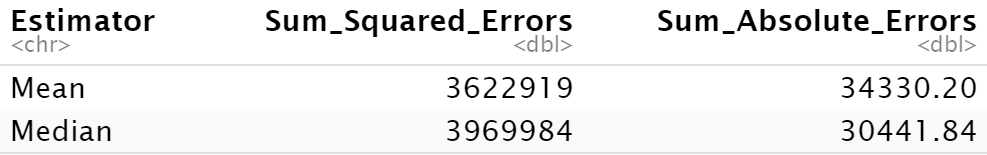 Estimator Sum_Squared_Errors Sum_Absolute_Errors
<chr> <dbl> <dbl>
Mean 3622919 34330.20
Median 3969984 30441.84